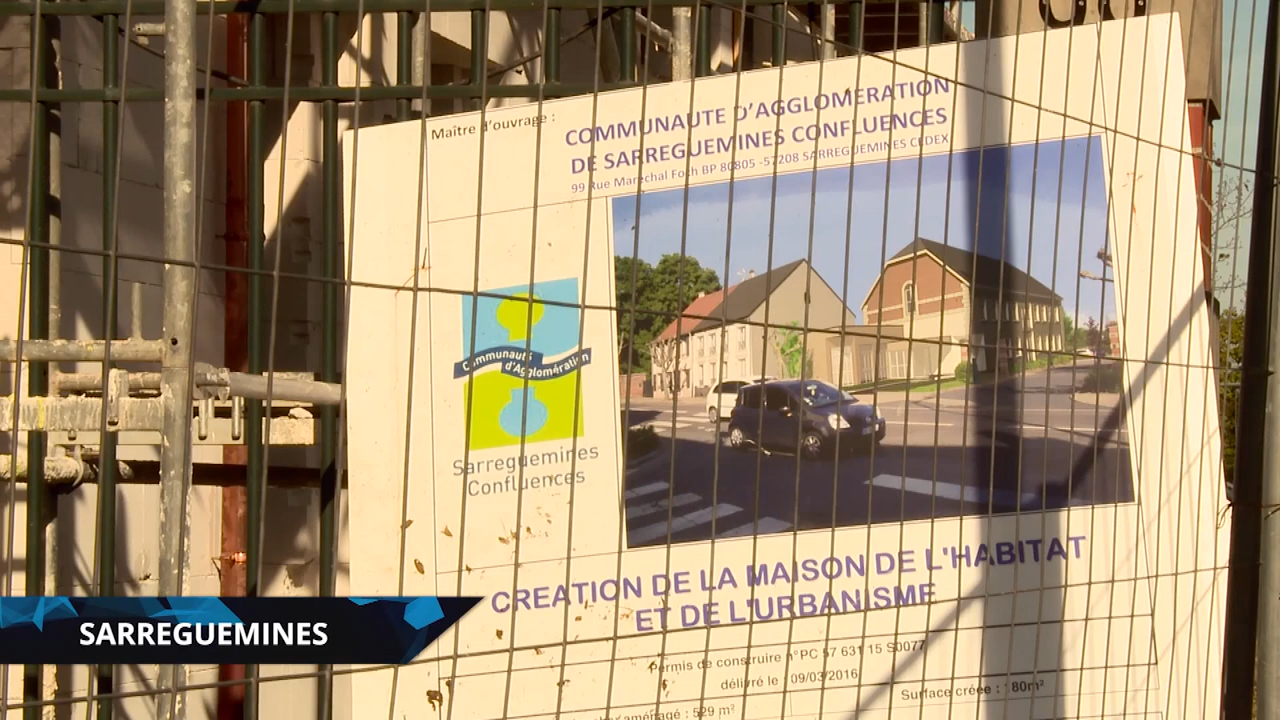 Maître d'ouvrage :
COMMUNAUTE D'AGGLOMERATION
DE SARREGUEMINES CONFLUENCES
99 Rue Maréchal Foch BP 80805 -57208 SARREGUEMINES CEDEX
Communauté
d'Agglomération
Sarreguemines
Confluences
CREATION DE LA MAISON DE L'HABITAT
ET DE L'URBANISME
Permis de construire n°PC 57 631 15 S0077
délivré le : 09/03/2016
Surface créée : 80m²
aménagé : 529 m²
SARREGUEMINES